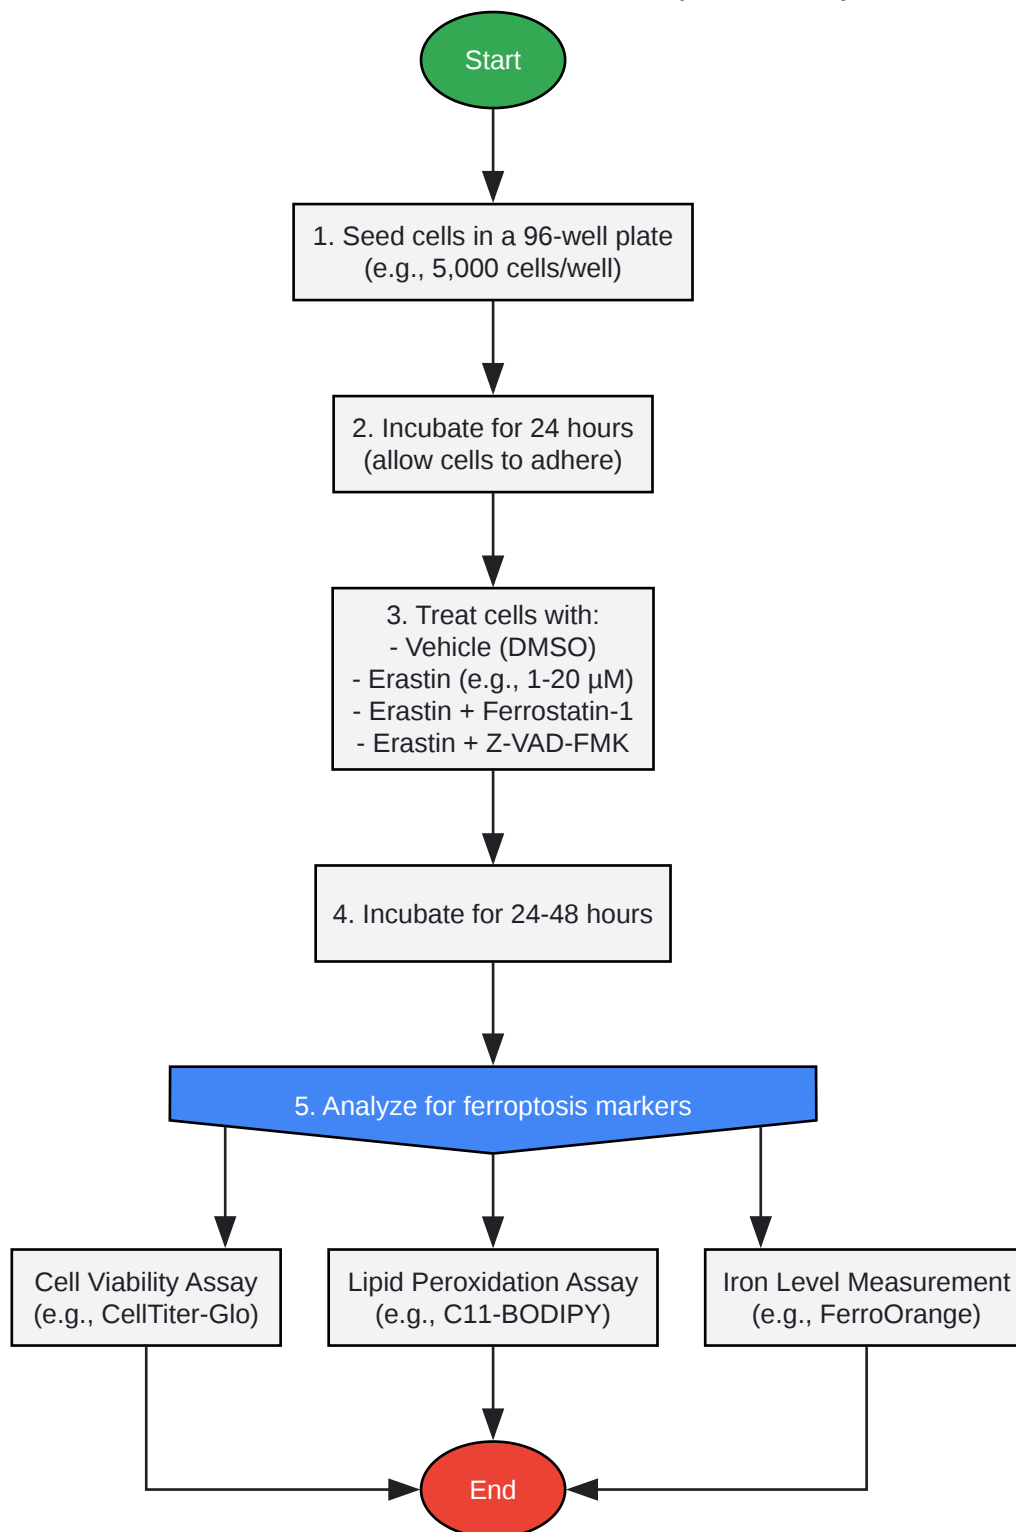 Start
1. Seed cells in a 96-well plate
(e.g., 5,000 cells/well)
2. Incubate for 24 hours
(allow cells to adhere)
3. Treat cells with:
- Vehicle (DMSO)
- Erastin (e.g., 1-20 µM)
- Erastin + Ferrostatin-1
- Erastin + Z-VAD-FMK
4. Incubate for 24-48 hours
5. Analyze for ferroptosis markers
Cell Viability Assay
(e.g., CellTiter-Glo)
Lipid Peroxidation Assay
(e.g., C11-BODIPY)
Iron Level Measurement
(e.g., FerroOrange)
End